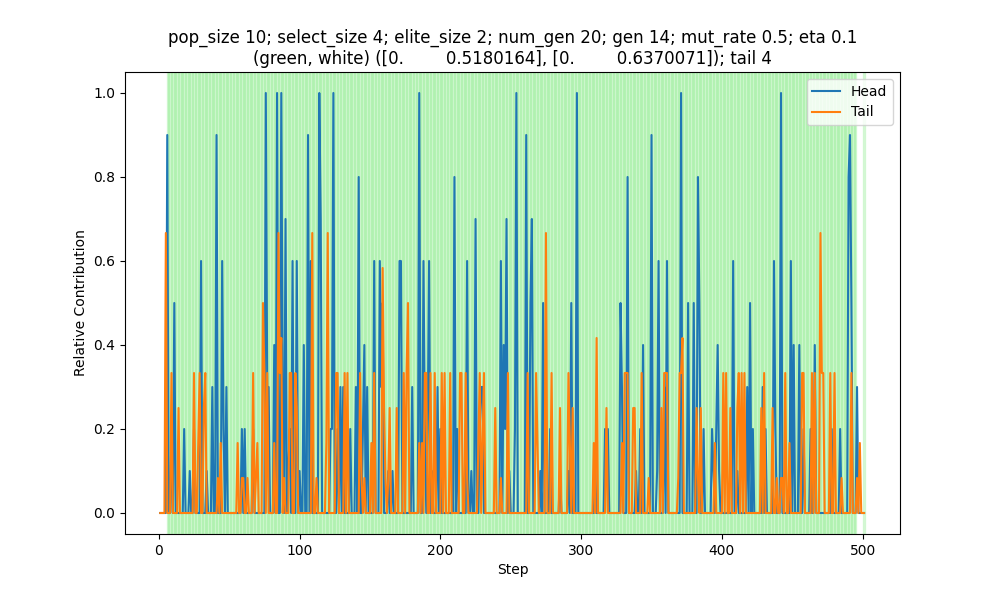 pop_size 10; select_size 4; elite_size 2; num_gen 20; gen 14; mut_rate 0.5; eta 0.1
(green, white) ([0.         0.5180164], [0.         0.6370071]); tail 4
Head
Tail
1.0
0.8
0.6
0.4
0.2
0.0
Relative Contribution
0
100
200
300
400
500
Step